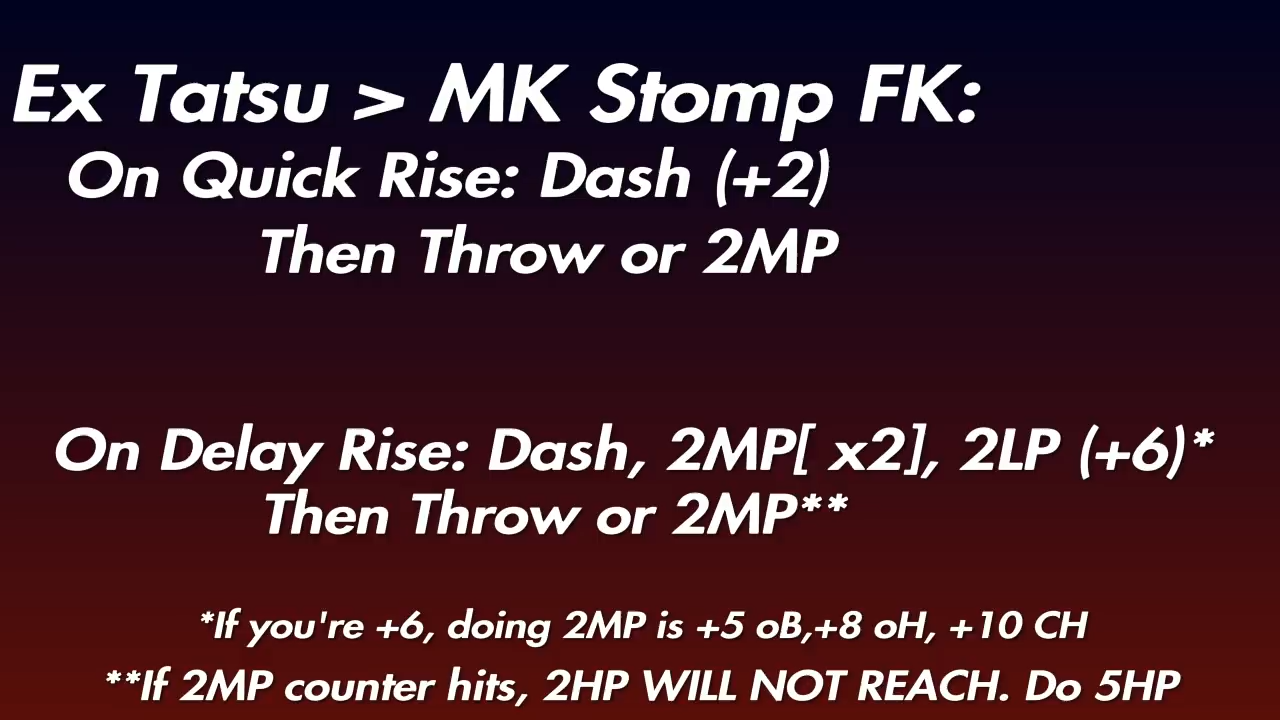 Ex Tatsu > MK Stomp FK:
On Quick Rise: Dash (+2)
Then Throw or 2MP
On Delay Rise: Dash, 2MP[ x2], 2LP (+6)*
Then Throw or 2MP**
*If you're +6, doing 2MP is +5 oB,+8 oH, +10 CH
**If 2MP counter hits, 2HP WILL NOT REACH. Do 5HP